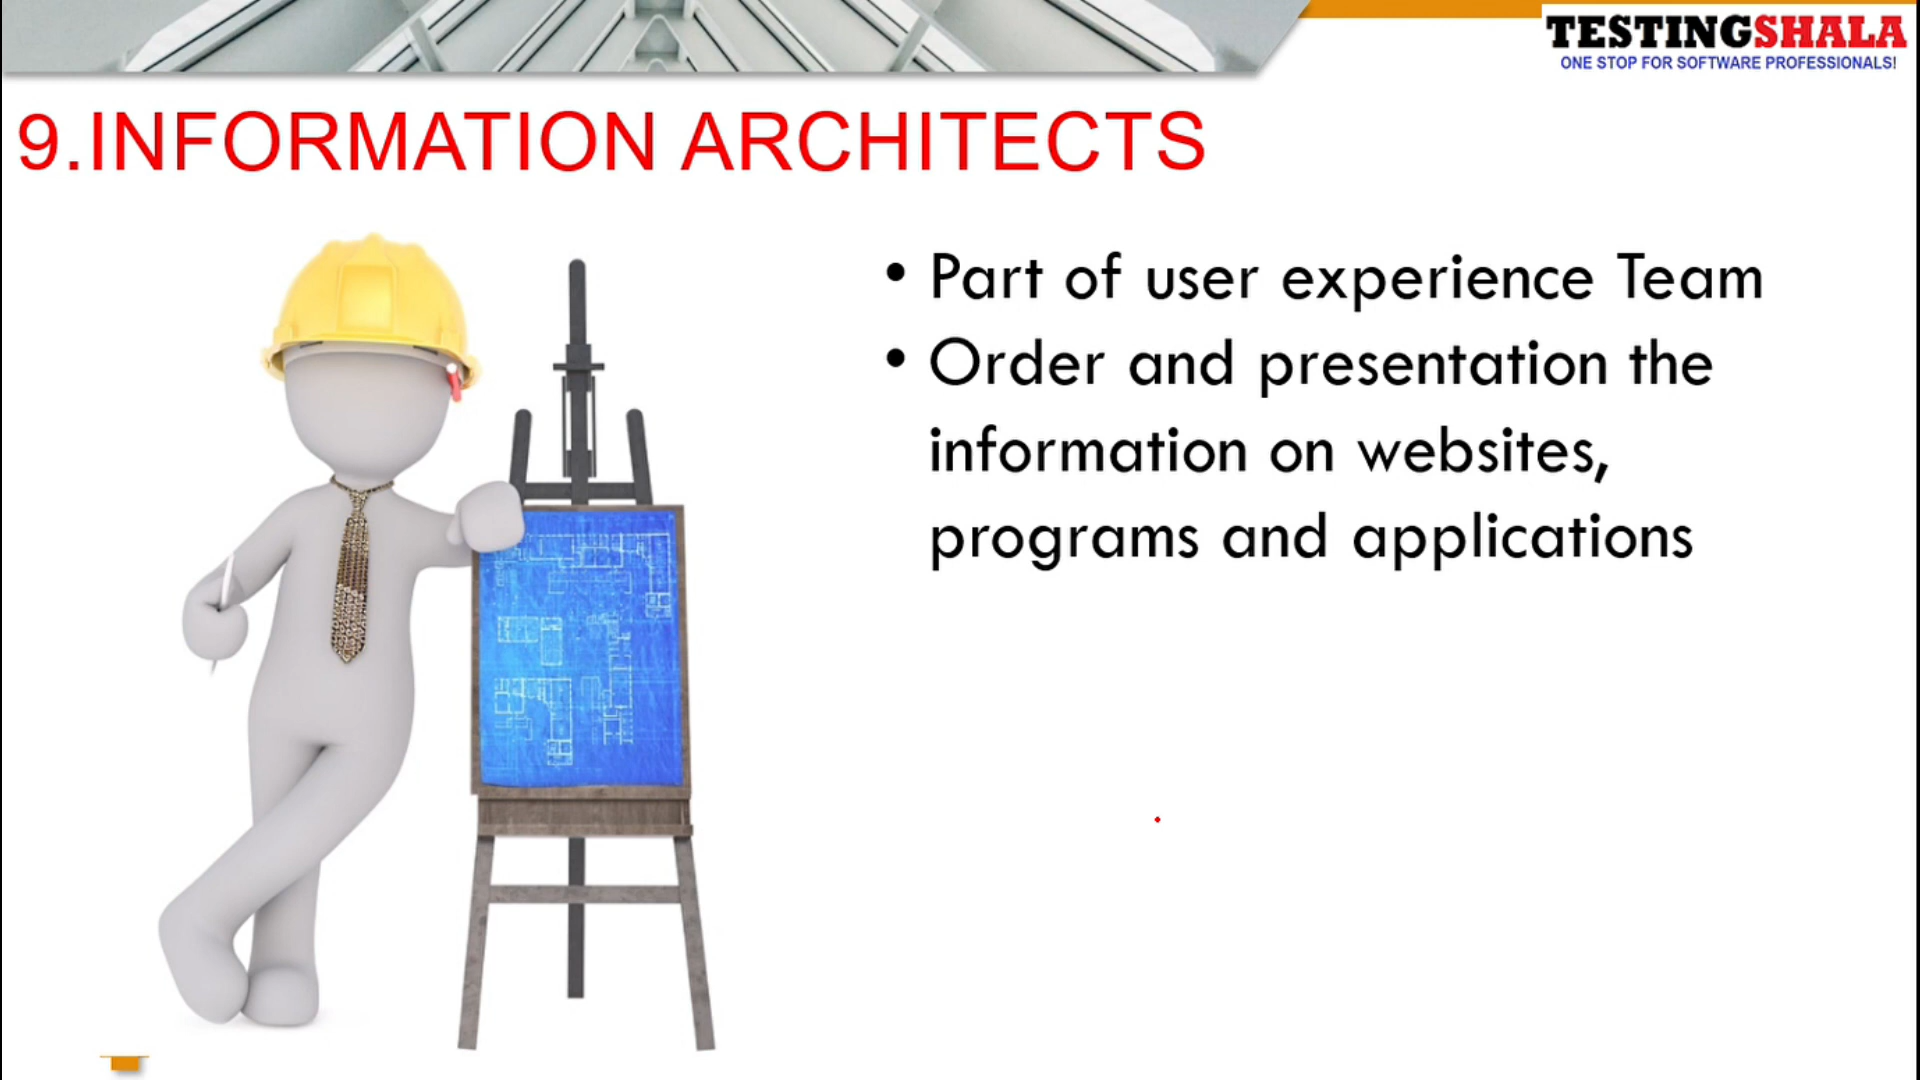 TESTINGSHALA
ONE STOP FOR SOFTWARE PROFESSIONALS!
9.INFORMATION ARCHITECTS
• Part of user experience Team
• Order and presentation the
information on websites,
programs and applications